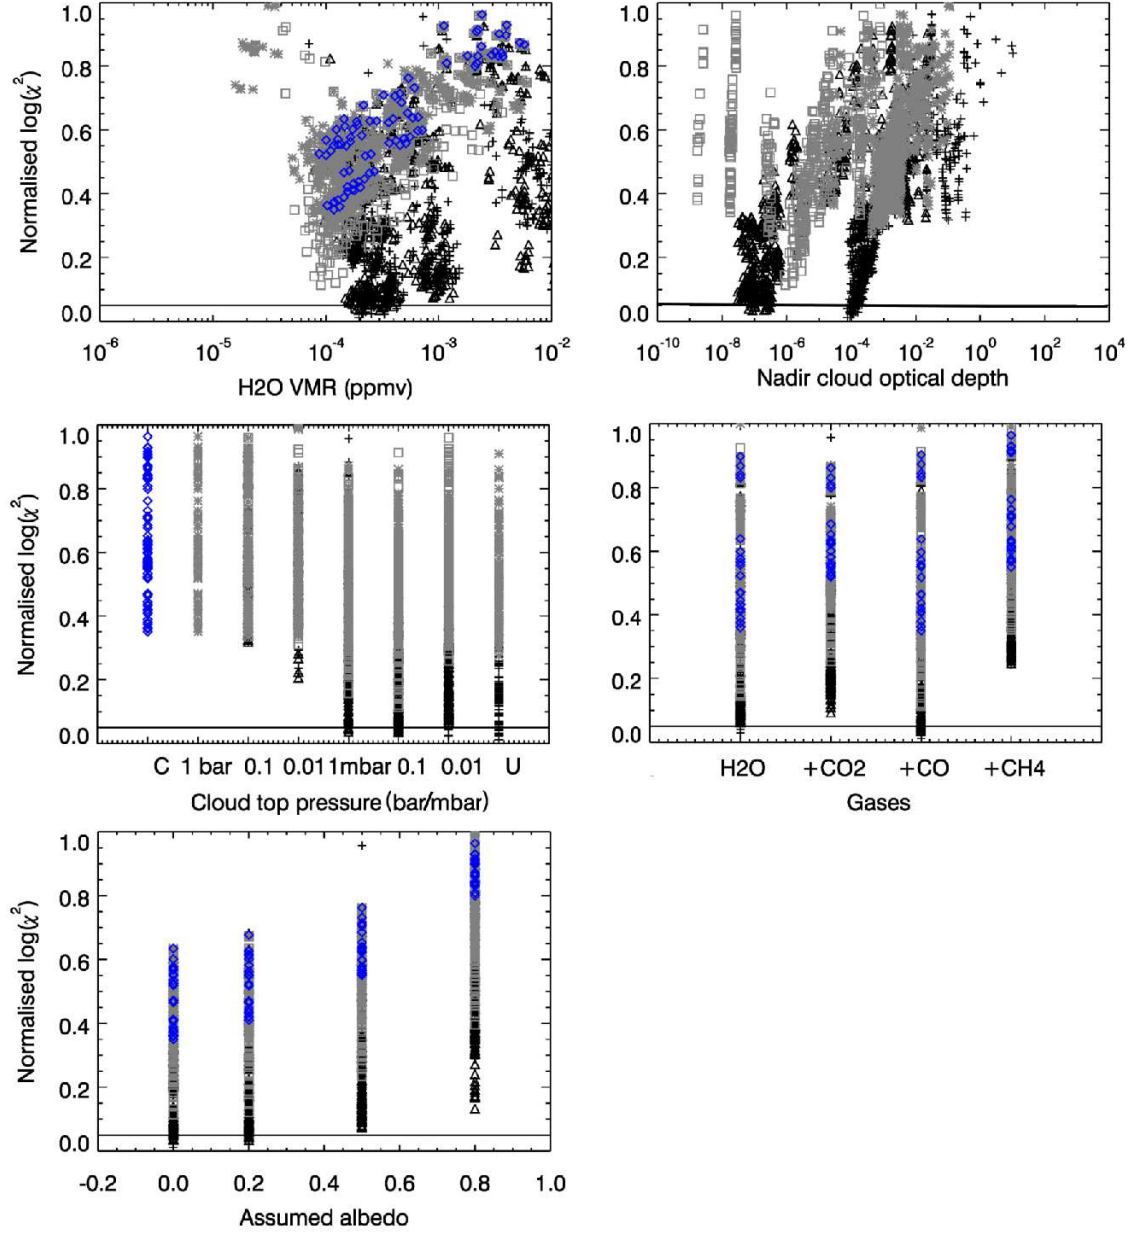 1.0
0.8
0.6
0.4
0.2
0.0
Normalised log(χ²)
10⁻⁶ 10⁻⁵ 10⁻⁴ 10⁻³ 10⁻²
H2O VMR (ppmv)
1.0
0.8
0.6
0.4
0.2
0.0
Normalised log(χ²)
10⁻¹⁰ 10⁻⁸ 10⁻⁶ 10⁻⁴ 10⁻² 10⁰ 10² 10⁴
Nadir cloud optical depth
1.0
0.8
0.6
0.4
0.2
0.0
Normalised log(χ²)
C 1 bar 0.1 0.01 1mbar 0.1 0.01 U
Cloud top pressure (bar/mbar)
1.0
0.8
0.6
0.4
0.2
0.0
Normalised log(χ²)
H2O +CO2 +CO +CH4
Gases
1.0
0.8
0.6
0.4
0.2
0.0
Normalised log(χ²)
-0.2 0.0 0.2 0.4 0.6 0.8 1.0
Assumed albedo